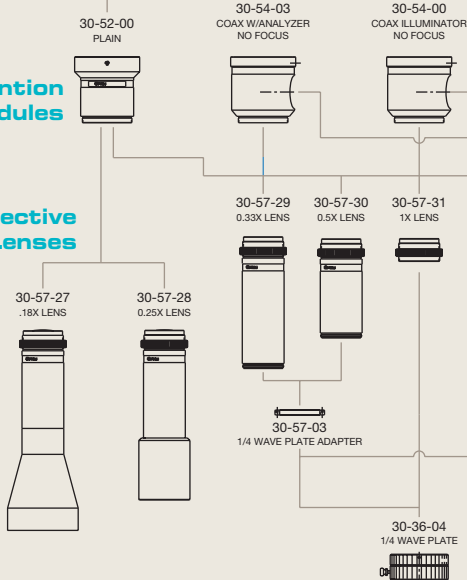 30-52-00
PLAIN
30-54-03
COAX W/ANALYZER
NO FOCUS
30-54-00
COAX ILLUMINATOR
NO FOCUS
ntion
dules
ective
enses
30-57-29
0.33X LENS
30-57-30
0.5X LENS
30-57-31
1X LENS
30-57-27
.18X LENS
30-57-28
0.25X LENS
30-57-03
1/4 WAVE PLATE ADAPTER
30-36-04
1/4 WAVE PLATE